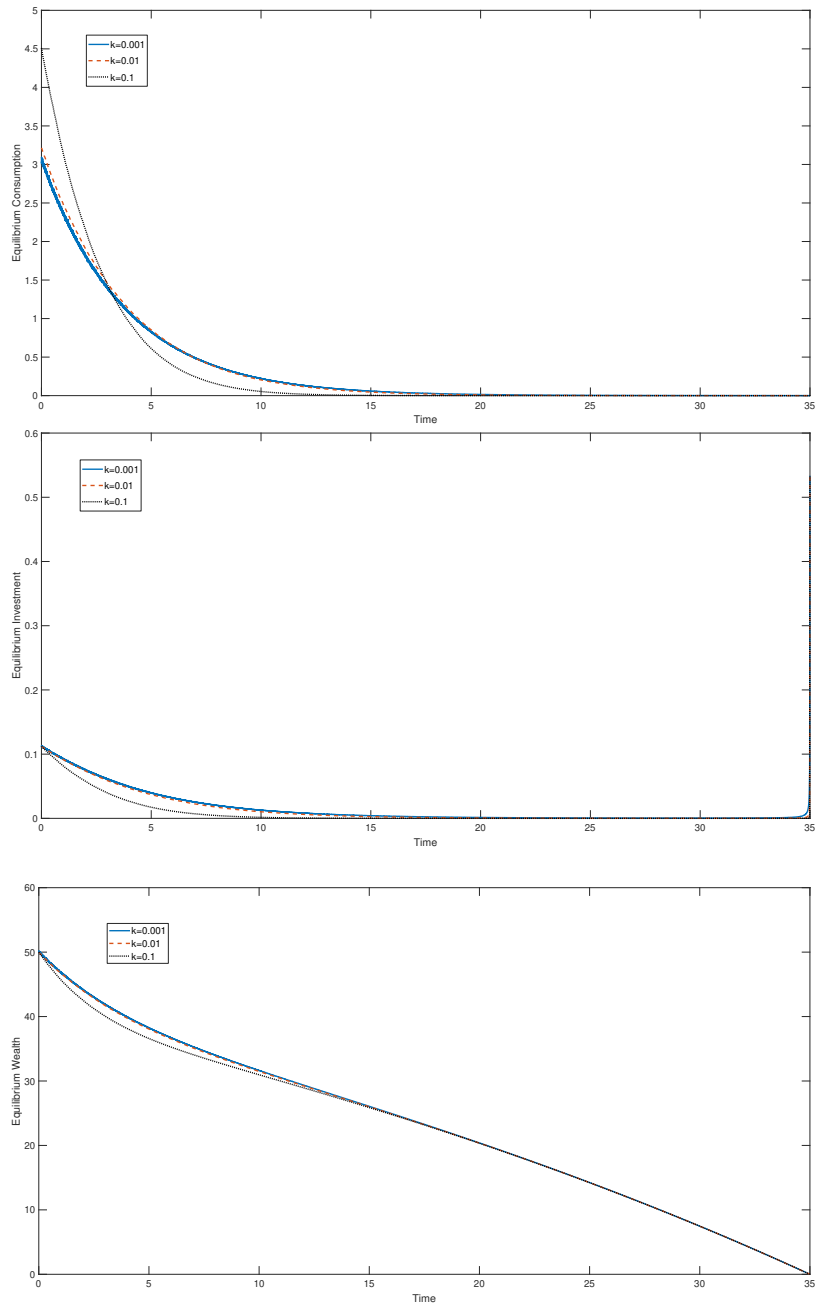 5
4.5
4
3.5
3
2.5
2
1.5
1
0.5
0
Equilibrium Consumption
k=0.001
k=0.01
k=0.1
0 5 10 15 20 25 30 35
Time
0.6
0.5
0.4
0.3
0.2
0.1
0
Equilibrium Investment
k=0.001
k=0.01
k=0.1
0 5 10 15 20 25 30 35
Time
60
50
40
30
20
10
0
Equilibrium Wealth
k=0.001
k=0.01
k=0.1
0 5 10 15 20 25 30 35
Time